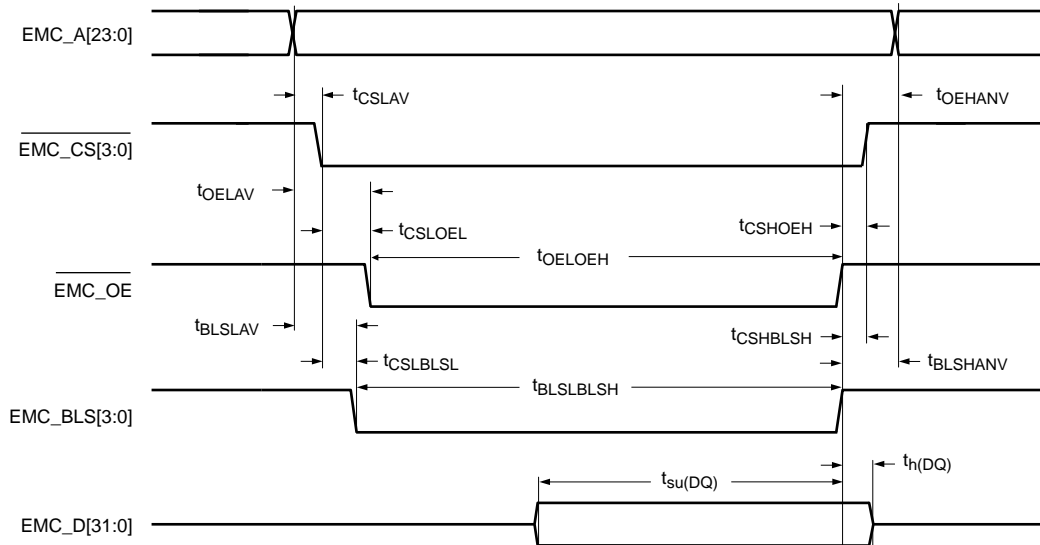 EMC_A[23:0]
tCSLAV
tOEHANV
EMC_CS[3:0]
tOELAV
tCSLOEL
tCSHOEH
tOELOEH
EMC_OE
tBLSLAV
tCSHBLSH
tCSLBLSL
tBLSHANV
tBLSLBLSH
EMC_BLS[3:0]
th(DQ)
tsu(DQ)
EMC_D[31:0]